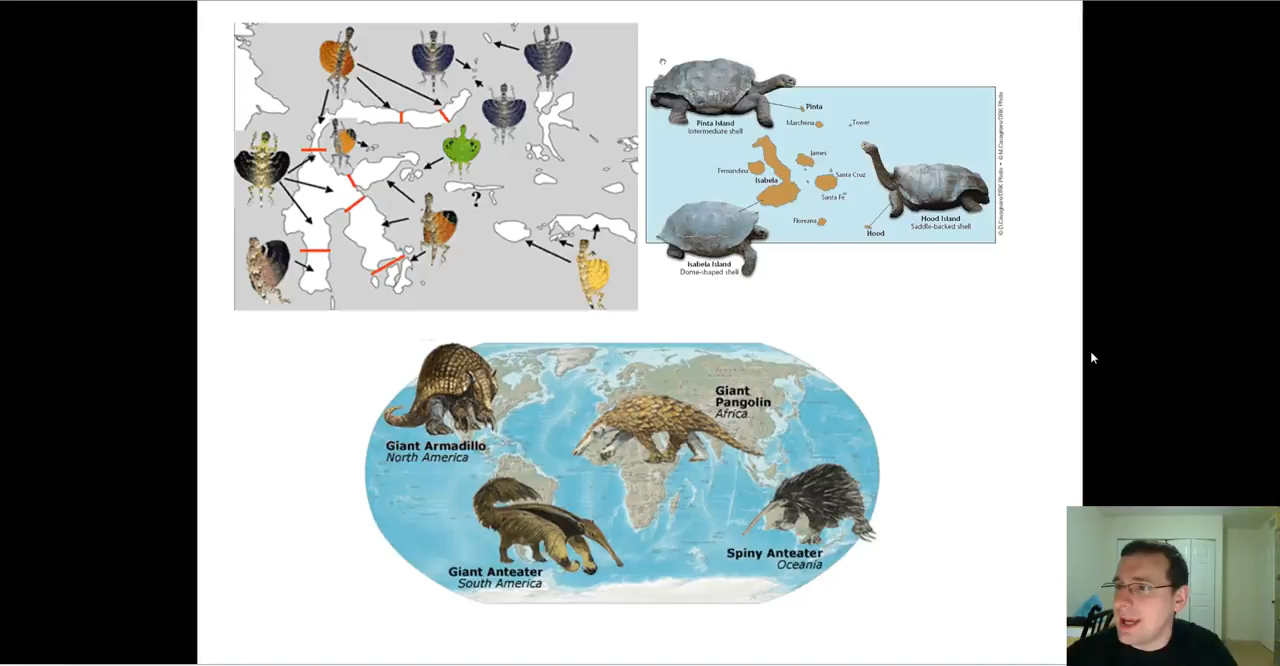 ?
Pinta
Pinta Island
Intermediate shell
Marchena
Tower
James
Fernandina
Santa Cruz
Isabela
Santa Fe
Floreana
Hood
Hood Island
Saddle-backed shell
Isabela Island
Dome-shaped shell
Giant
Pangolin
Africa
Giant Armadillo
North America
Spiny Anteater
Oceania
Giant Anteater
South America